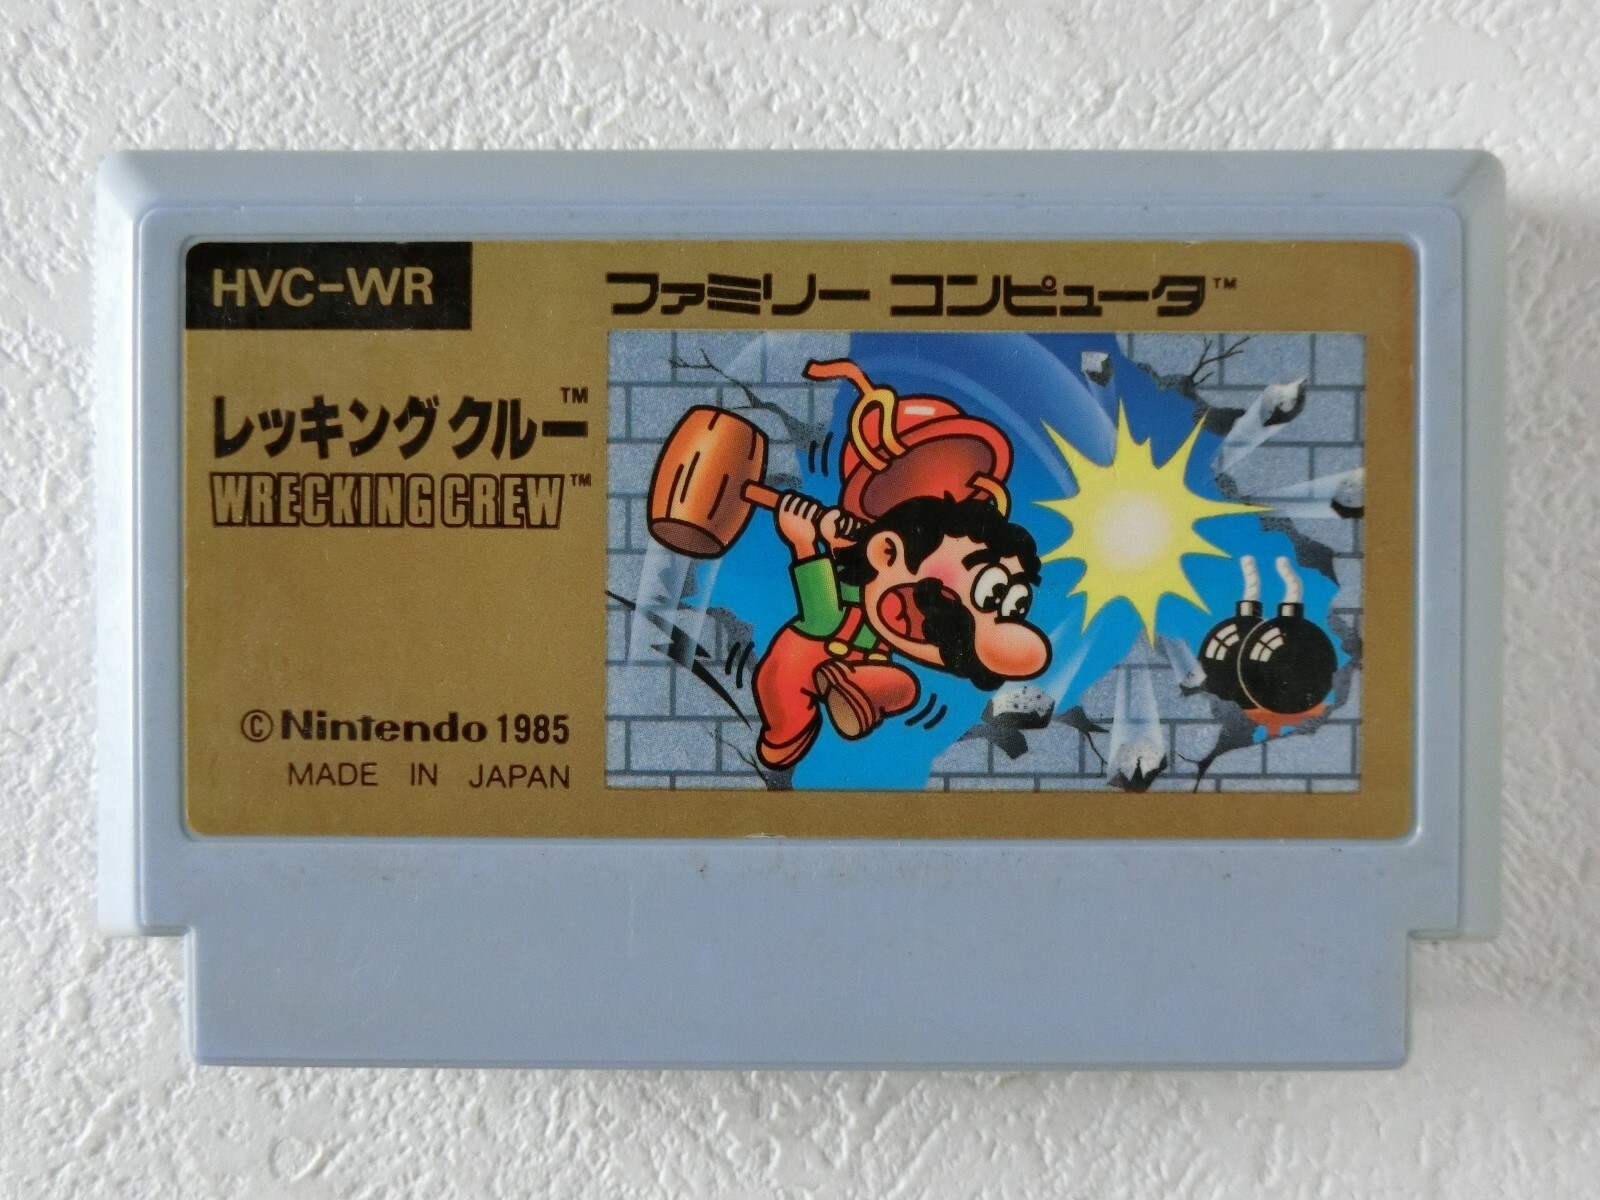 HVC-WR
ファミリー コンピュータ™
レッキングクルー™
WRECKING CREW™
©Nintendo 1985
MADE IN JAPAN